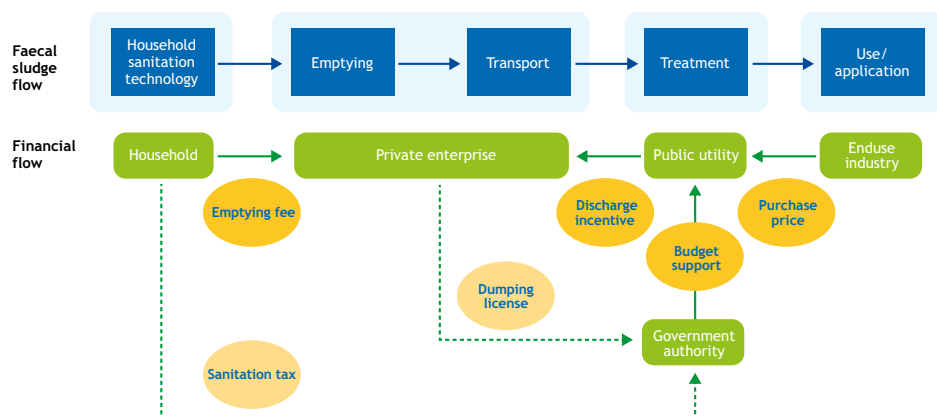 Faecal
sludge
flow
Household
sanitation
technology
Emptying
Transport
Treatment
Use/
application
Financial
flow
Household
Private enterprise
Public utility
Enduse
industry
Emptying fee
Discharge
incentive
Purchase
price
Budget
support
Dumping
license
Government
authority
Sanitation tax